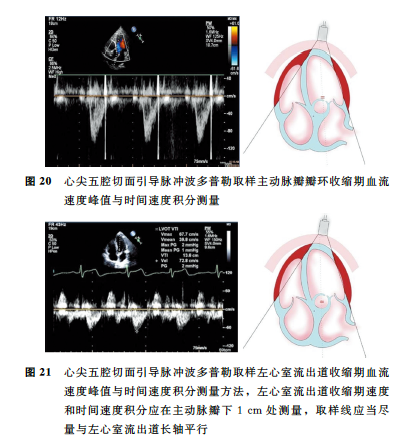 FR 12Hz
图 20 心尖五腔切面引导脉冲波多普勒取样主动脉瓣瓣环收缩期血流
速度峰值与时间速度积分测量
LVOT VTI
Vmax 67.7 cm/s
Vmean 39.8 cm/s
Max PG 2 mmHg
Mean PG 1 mmHg
VTI 13.6 cm
Vel 72.8 cm/s
PG 2 mmHg
75mm/s
图 21 心尖五腔切面引导脉冲波多普勒取样左心室流出道收缩期血流
速度峰值与时间速度积分测量方法，左心室流出道收缩期速度
和时间速度积分应在主动脉瓣下 1 cm 处测量，取样线应当尽
量与左心室流出道长轴平行